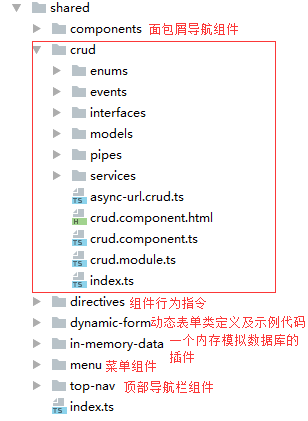 shared
components 面包屑导航组件
crud
enums
events
interfaces
models
pipes
services
async-url.crud.ts
crud.component.html
crud.component.ts
crud.module.ts
index.ts
directives 组件行为指令
dynamic-form动态表单类定义及示例代码
in-memory-data 一个内存模拟数据库的
插件
menu 菜单组件
top-nav 顶部导航栏组件
index.ts